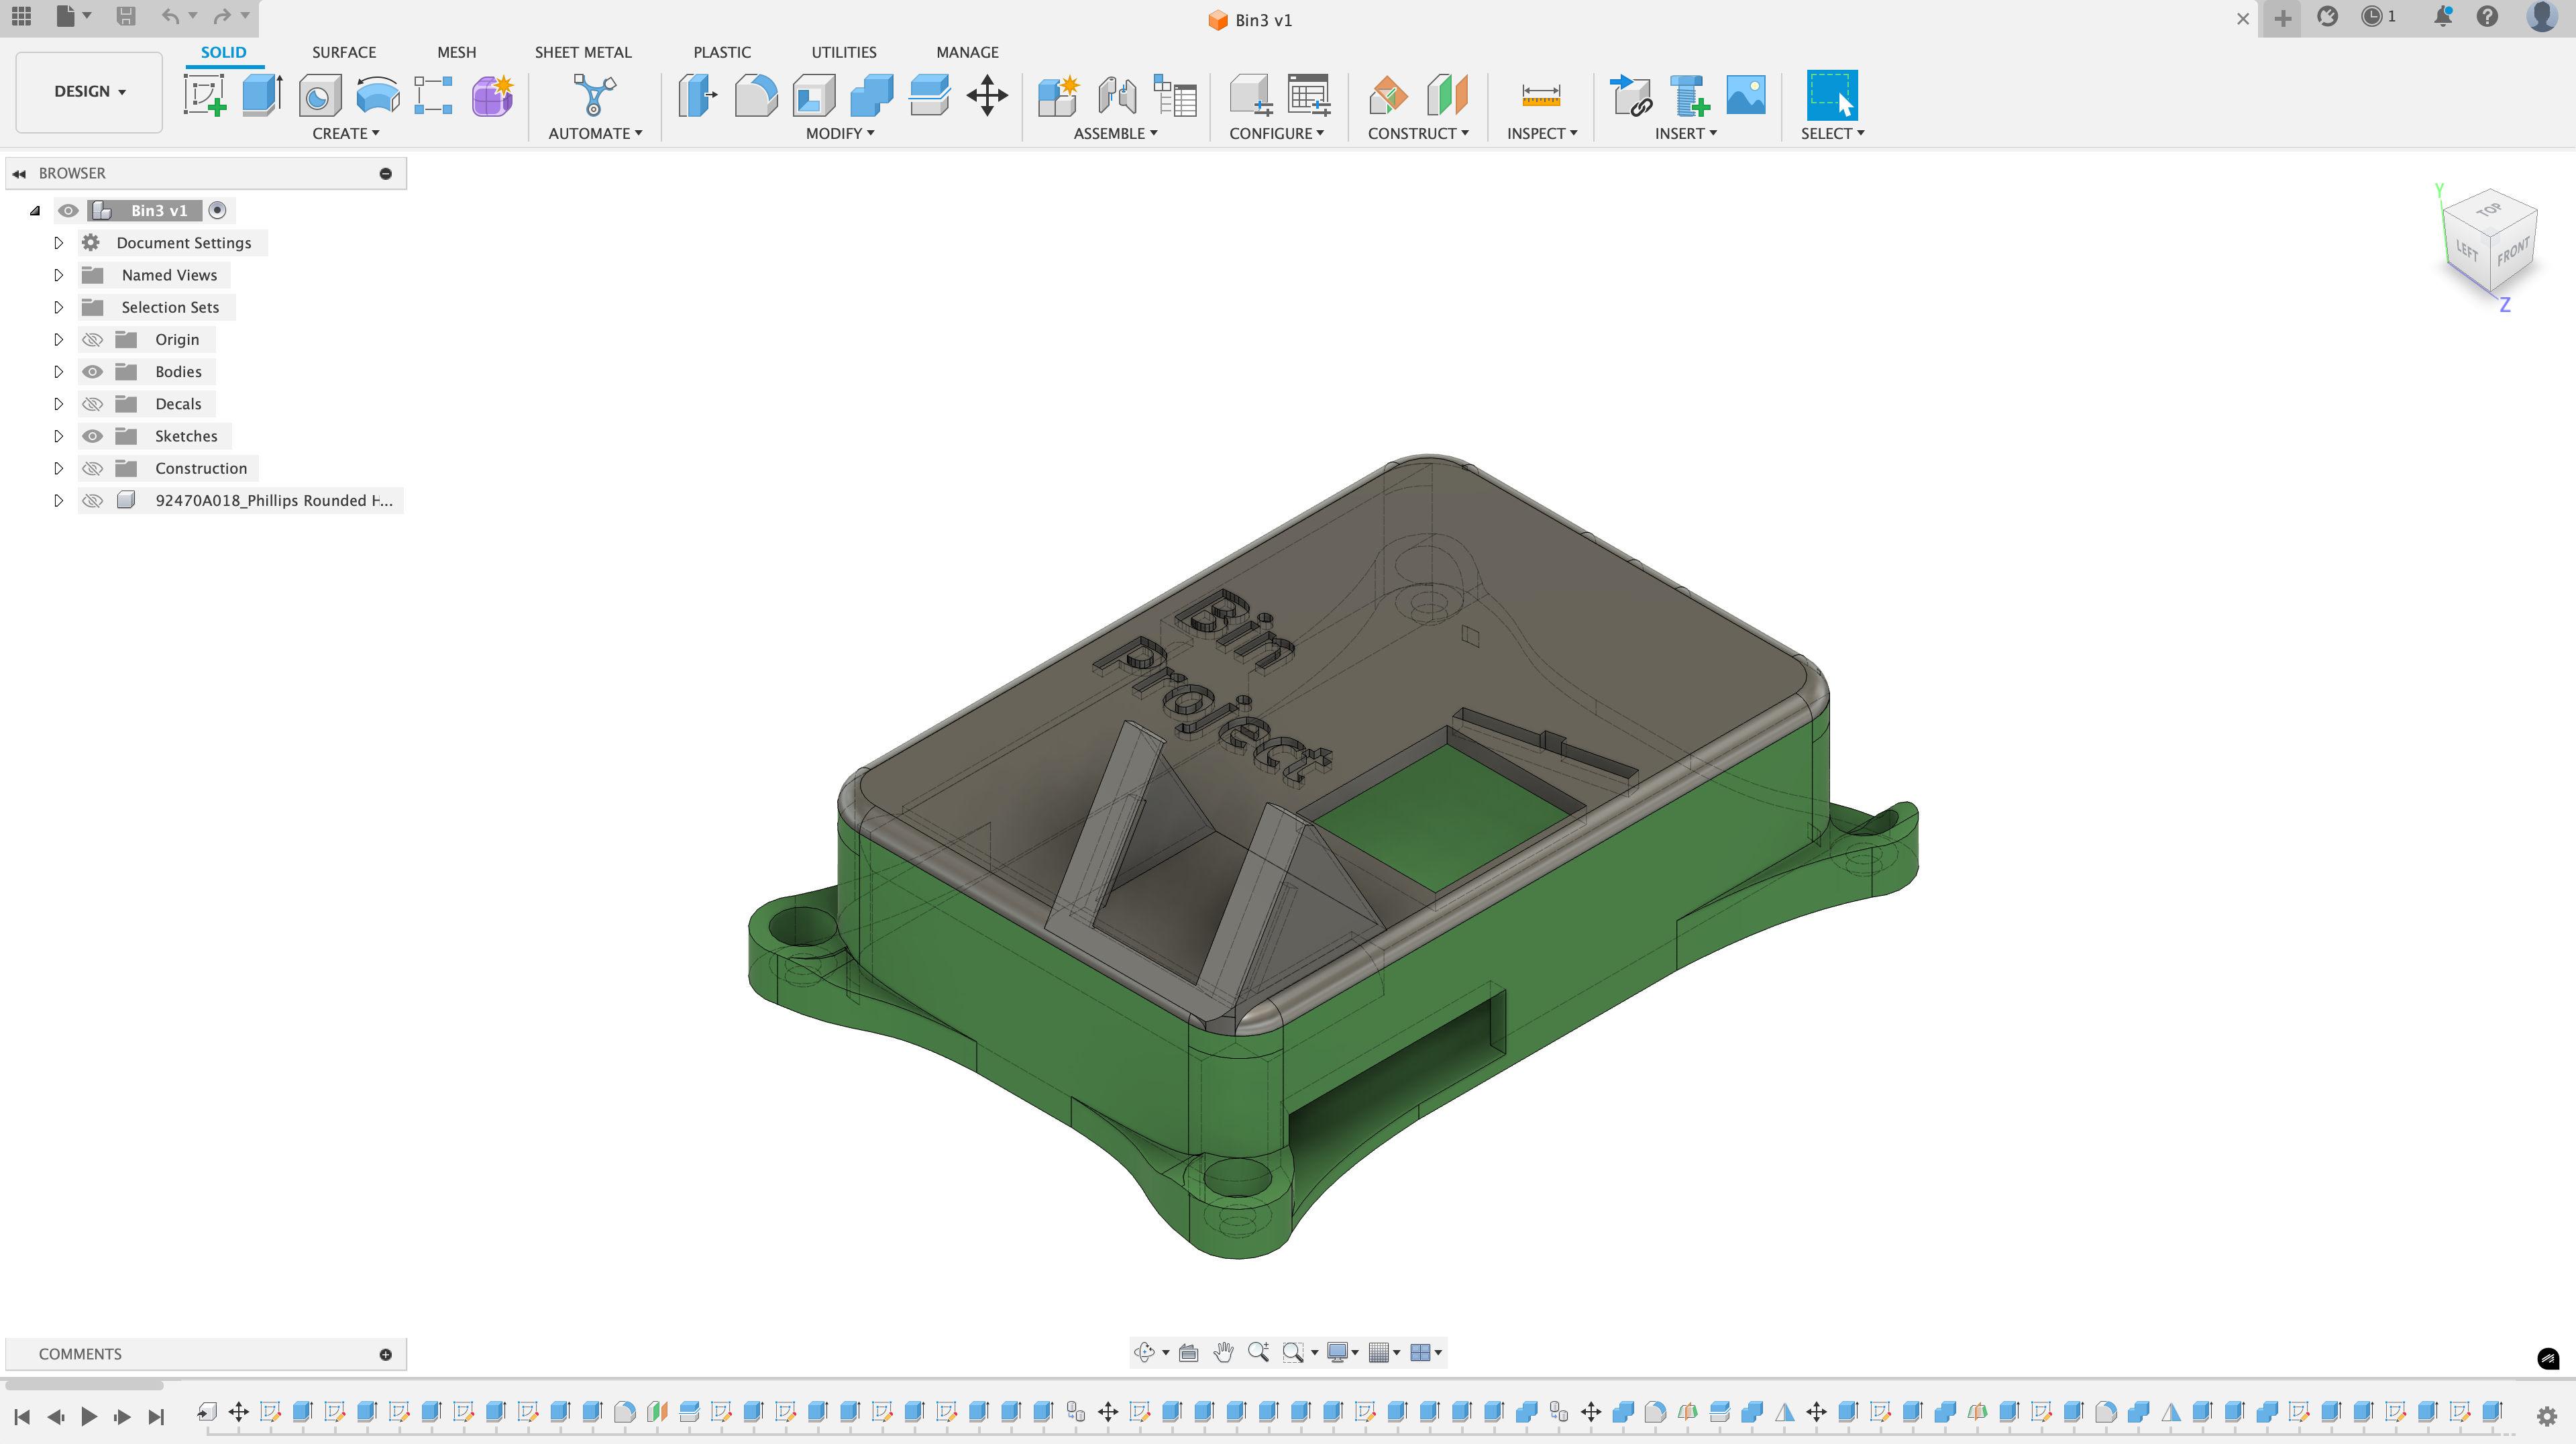 Bin3 v1
1
SOLID SURFACE MESH SHEET METAL PLASTIC UTILITIES MANAGE
DESIGN
CREATE AUTOMATE MODIFY ASSEMBLE CONFIGURE CONSTRUCT INSPECT INSERT SELECT
BROWSER
Bin3 v1
Document Settings
Named Views
Selection Sets
Origin
Bodies
Decals
Sketches
Construction
92470A018_Phillips Rounded H...
Y
TOP
LEFT FRONT
Z
Bin
Project
COMMENTS